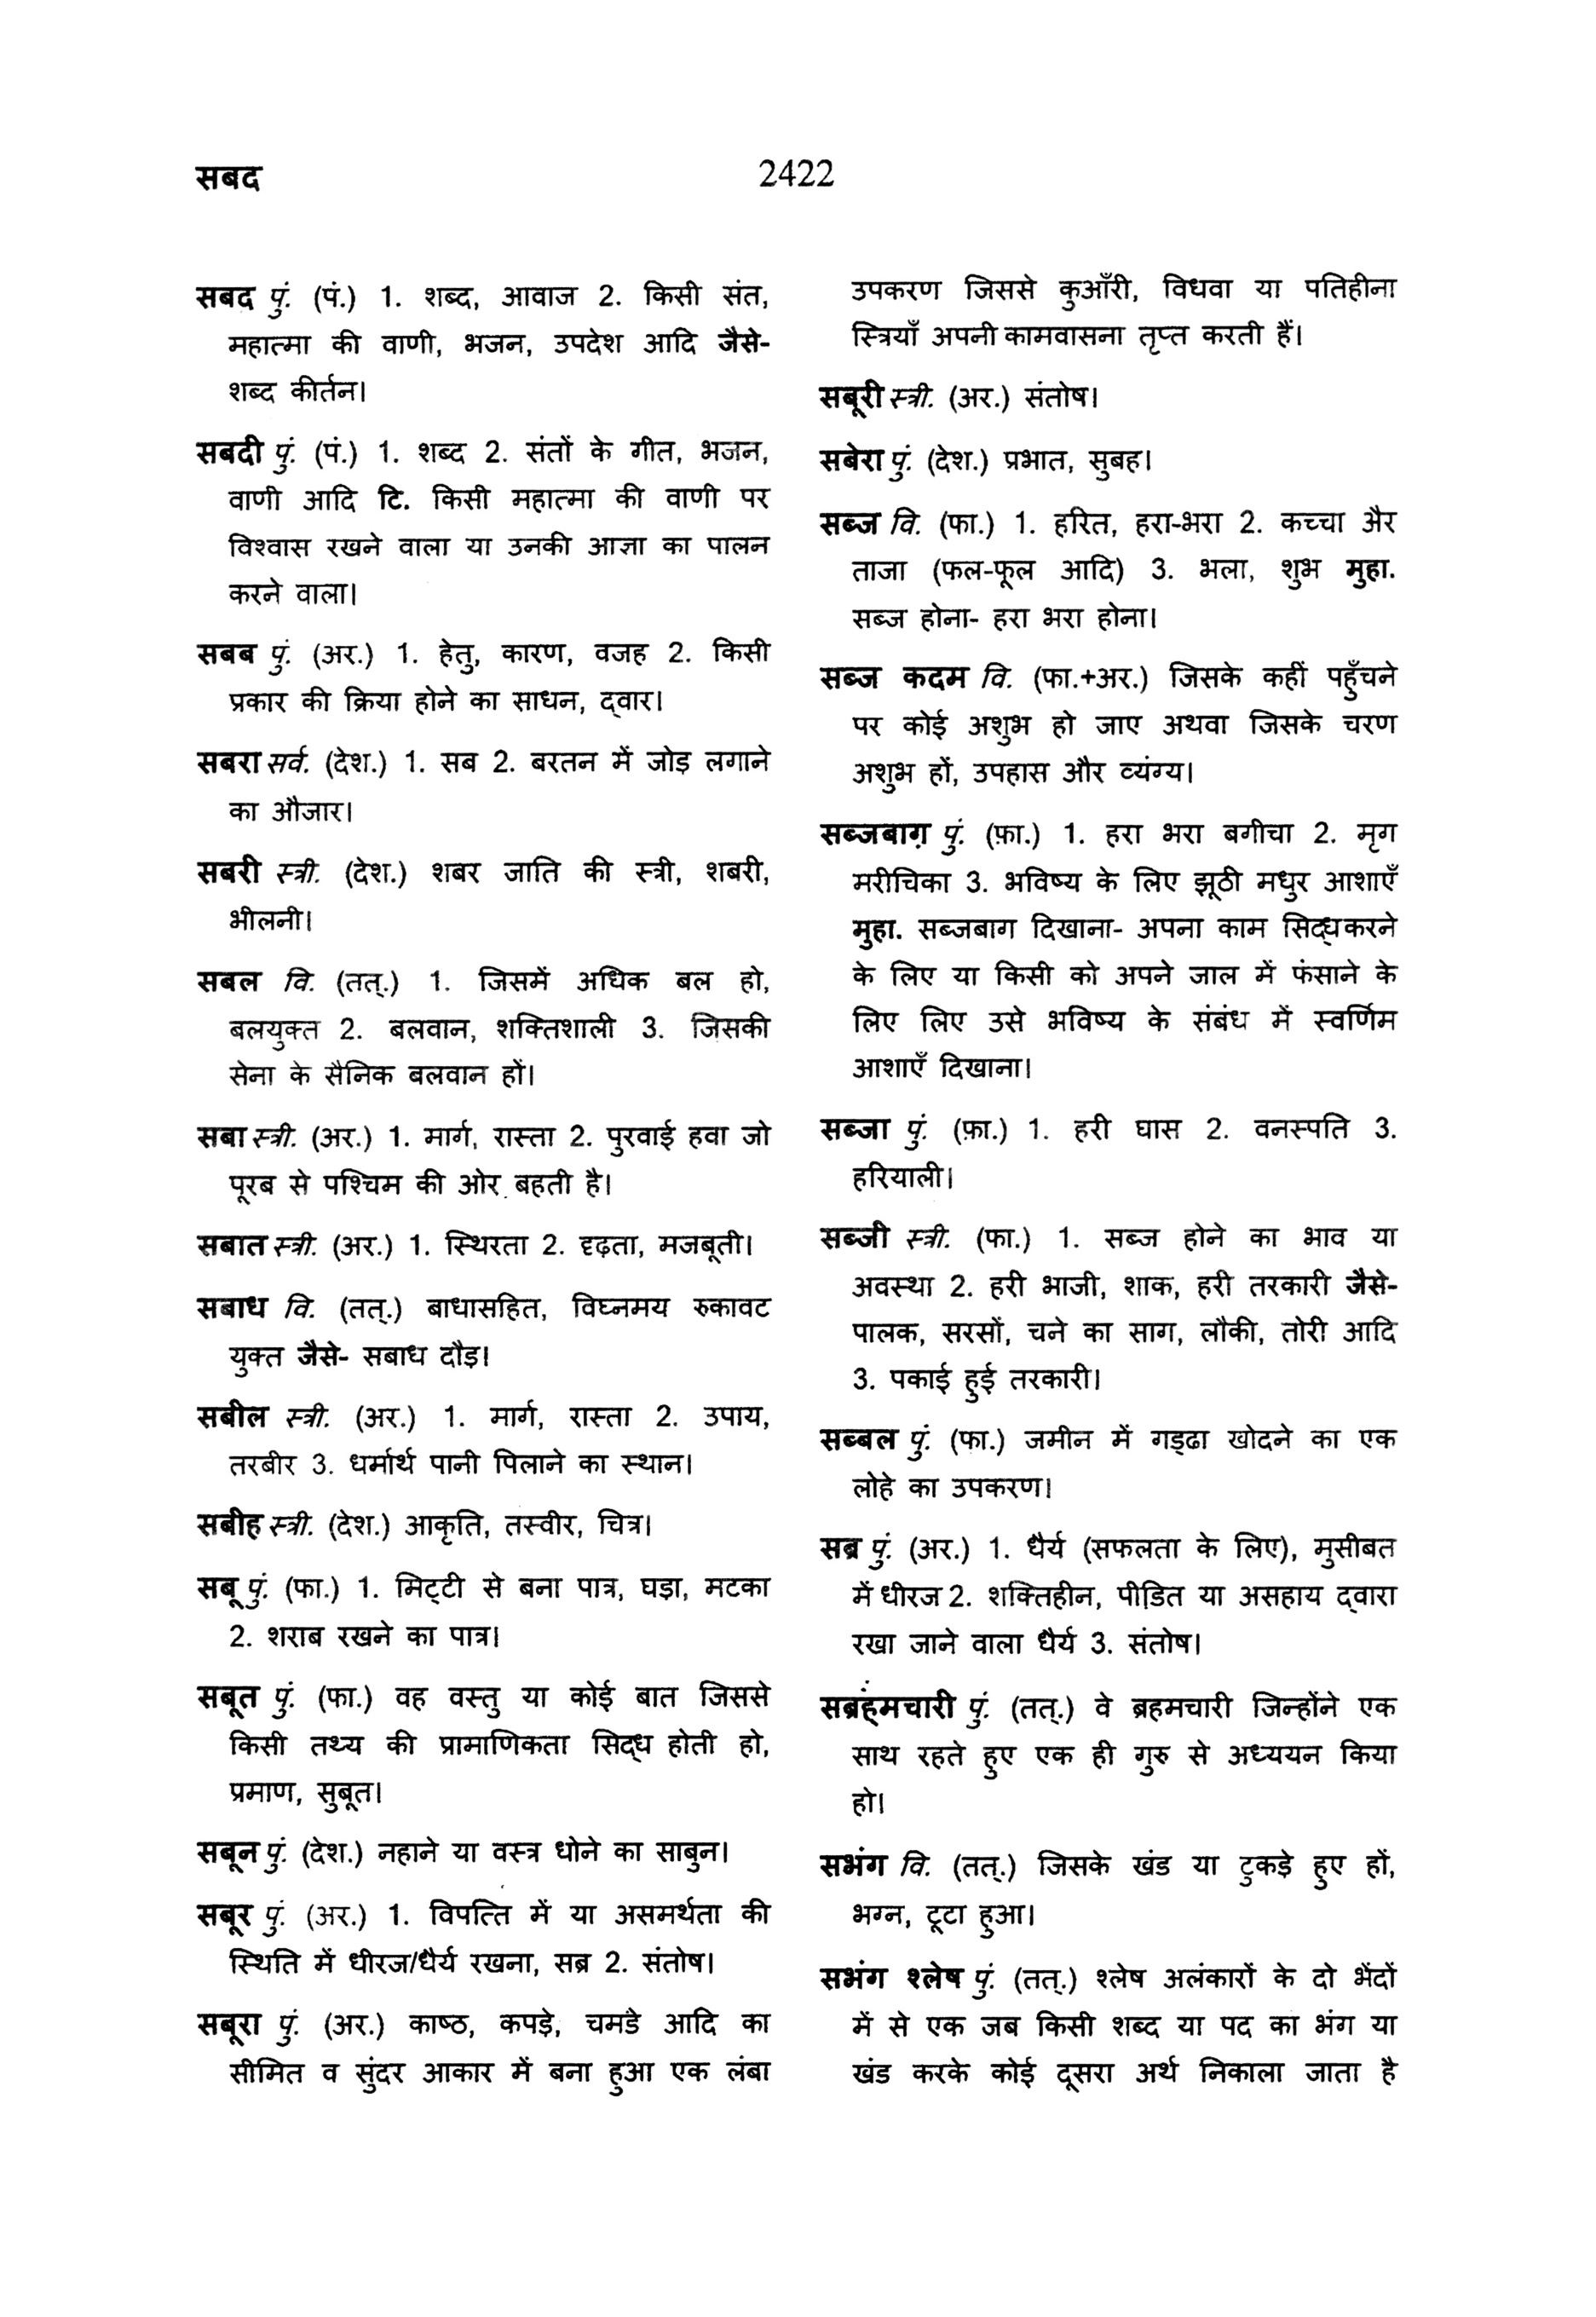 सबद
2422
सबद पुं. (पं.) 1. शब्द, आवाज 2. किसी संत,
महात्मा की वाणी, भजन, उपदेश आदि जैसे-
शब्द कीर्तन।
सबदी पुं. (पं.) 1. शब्द 2. संतों के गीत, भजन,
वाणी आदि टि. किसी महात्मा की वाणी पर
विश्वास रखने वाला या उनकी आज्ञा का पालन
करने वाला।
सबब पुं. (अर.) 1. हेतु, कारण, वजह 2. किसी
प्रकार की क्रिया होने का साधन, द्वार।
सबरा सर्व. (देश.) 1. सब 2. बरतन में जोड़ लगाने
का औजार।
सबरी स्त्री. (देश.) शबर जाति की स्त्री, शबरी,
भीलनी।
सबल वि. (तत्.) 1. जिसमें अधिक बल हो,
बलयुक्त 2. बलवान, शक्तिशाली 3. जिसकी
सेना के सैनिक बलवान हों।
सबा स्त्री. (अर.) 1. मार्ग, रास्ता 2. पुरवाई हवा जो
पूरब से पश्चिम की ओर बहती है।
सबात स्त्री. (अर.) 1. स्थिरता 2. दृढ़ता, मजबूती।
सबाध वि. (तत्.) बाधासहित, विघ्नमय रुकावट
युक्त जैसे- सबाध दौड़।
सबील स्त्री. (अर.) 1. मार्ग, रास्ता 2. उपाय,
तरबीर 3. धर्मार्थ पानी पिलाने का स्थान।
सबीह स्त्री. (देश.) आकृति, तस्वीर, चित्र।
सबू पुं. (फा.) 1. मिट्टी से बना पात्र, घड़ा, मटका
2. शराब रखने का पात्र।
सबूत पुं. (फा.) वह वस्तु या कोई बात जिससे
किसी तथ्य की प्रामाणिकता सिद्ध होती हो,
प्रमाण, सुबूत।
सबून पुं. (देश.) नहाने या वस्त्र धोने का साबुन।
सबूर पुं. (अर.) 1. विपत्ति में या असमर्थता की
स्थिति में धीरज/धैर्य रखना, सब्र 2. संतोष।
सबूरा पुं. (अर.) काष्ठ, कपड़े, चमडे आदि का
सीमित व सुंदर आकार में बना हुआ एक लंबा
उपकरण जिससे कुआँरी, विधवा या पतिहीना
स्त्रियाँ अपनी कामवासना तृप्त करती हैं।
सबूरी स्त्री. (अर.) संतोष।
सबेरा पुं. (देश.) प्रभात, सुबह।
सब्ज वि. (फा.) 1. हरित, हरा-भरा 2. कच्चा अैर
ताजा (फल-फूल आदि) 3. भला, शुभ मुहा.
सब्ज होना- हरा भरा होना।
सब्ज कदम वि. (फा.+अर.) जिसके कहीं पहुँचने
पर कोई अशुभ हो जाए अथवा जिसके चरण
अशुभ हों, उपहास और व्यंग्य।
सब्जबाग़ पुं. (फ़ा.) 1. हरा भरा बगीचा 2. मृग
मरीचिका 3. भविष्य के लिए झूठी मधुर आशाएँ
मुहा. सब्जबाग दिखाना- अपना काम सिद्ध करने
के लिए या किसी को अपने जाल में फंसाने के
लिए लिए उसे भविष्य के संबंध में स्वर्णिम
आशाएँ दिखाना।
सब्जा पुं. (फ़ा.) 1. हरी घास 2. वनस्पति 3.
हरियाली।
सब्जी स्त्री. (फा.) 1. सब्ज होने का भाव या
अवस्था 2. हरी भाजी, शाक, हरी तरकारी जैसे-
पालक, सरसों, चने का साग, लौकी, तोरी आदि
3. पकाई हुई तरकारी।
सब्बल पुं. (फा.) जमीन में गड्ढा खोदने का एक
लोहे का उपकरण।
सब्र पुं. (अर.) 1. धैर्य (सफलता के लिए), मुसीबत
में धीरज 2. शक्तिहीन, पीडित या असहाय द्वारा
रखा जाने वाला धैर्य 3. संतोष।
सब्रह्मचारी पुं. (तत्.) वे ब्रहमचारी जिन्होंने एक
साथ रहते हुए एक ही गुरु से अध्ययन किया
हो।
सभंग वि. (तत्.) जिसके खंड या टुकड़े हुए हों,
भग्न, टूटा हुआ।
सभंग श्लेष पुं. (तत्.) श्लेष अलंकारों के दो भेंदों
में से एक जब किसी शब्द या पद का भंग या
खंड करके कोई दूसरा अर्थ निकाला जाता है